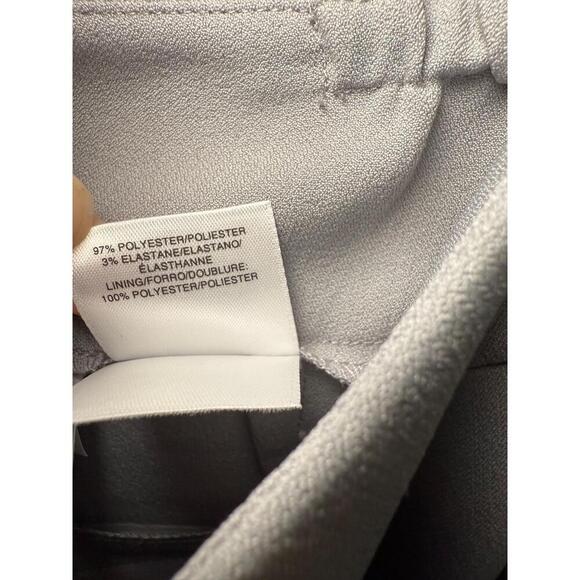 97% POLYESTER/POLIESTER
3% ELASTANE/ELASTANO/
ÉLASTHANNE
LINING/FORRO/DOUBLURE:
100% POLYESTER/POLIESTER